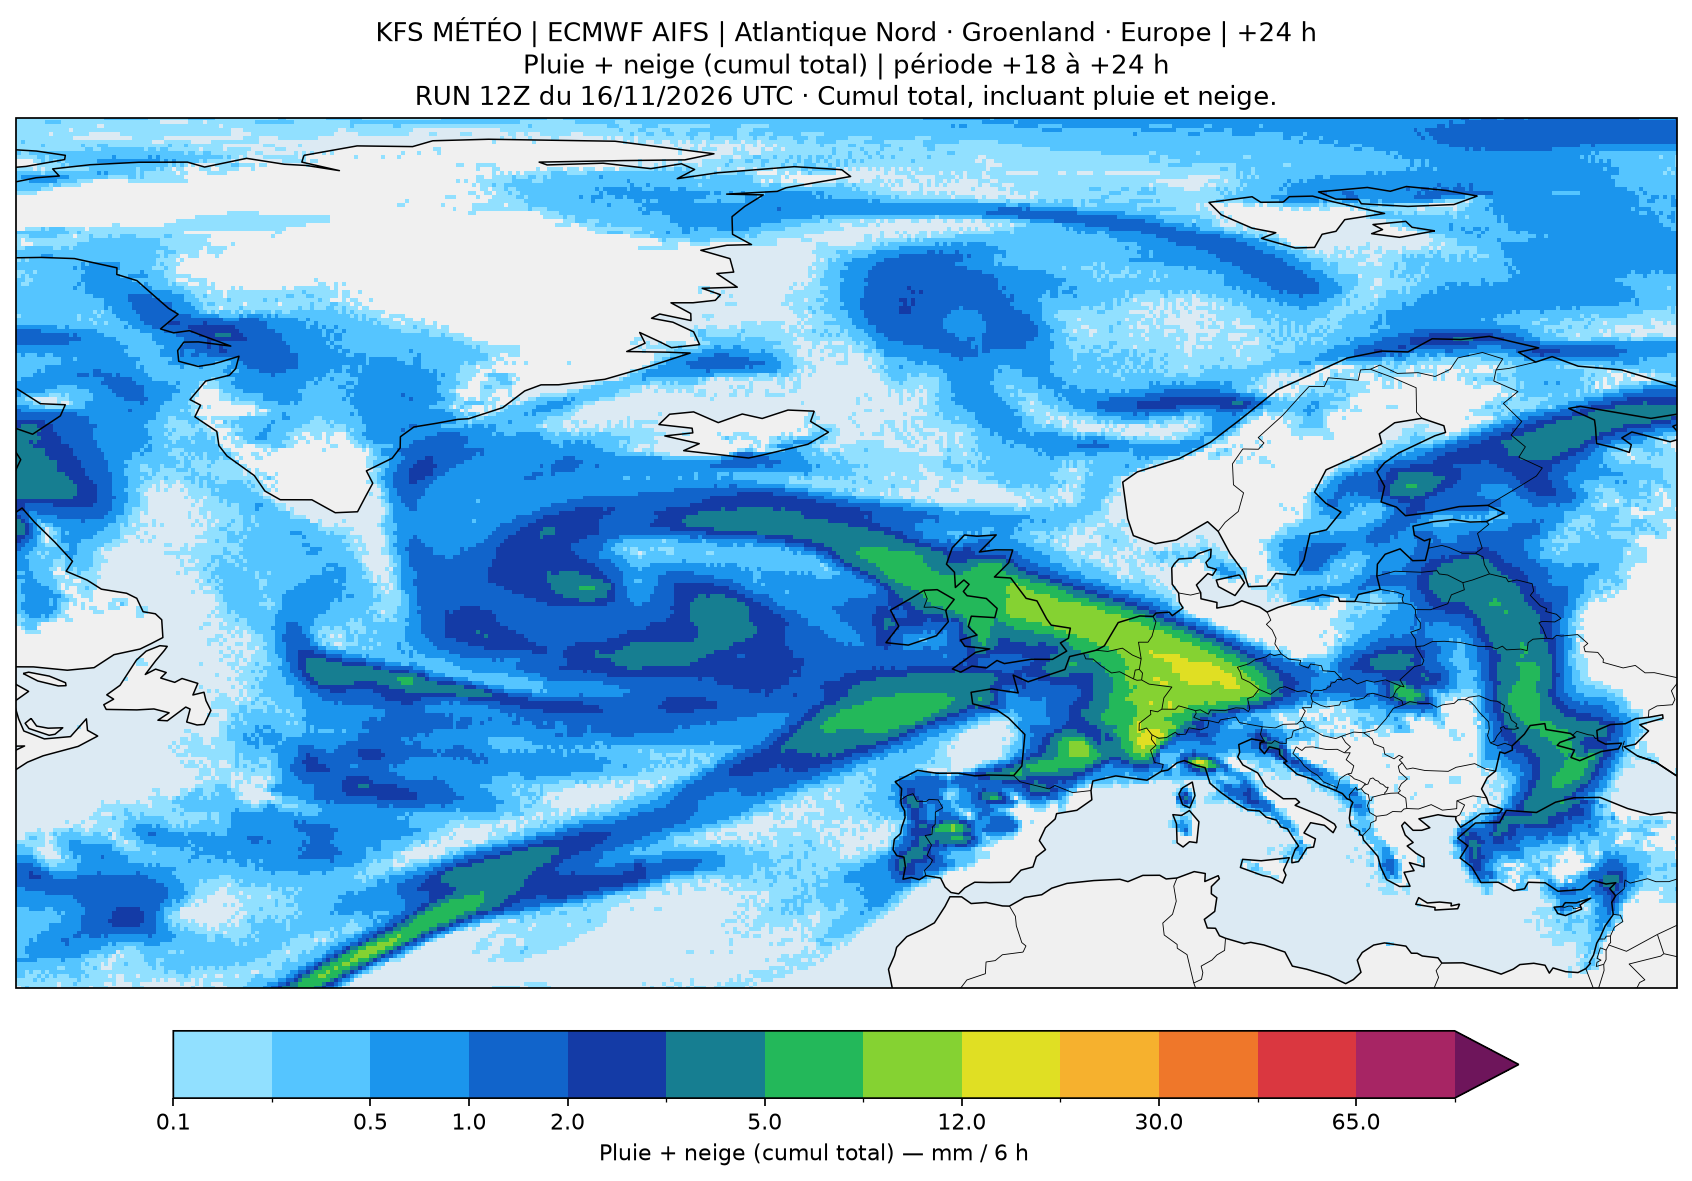 KFS MÉTÉO | ECMWF AIFS | Atlantique Nord · Groenland · Europe | +24 h
Pluie + neige (cumul total) | période +18 à +24 h
RUN 12Z du 16/11/2026 UTC · Cumul total, incluant pluie et neige.
0.1 0.5 1.0 2.0 5.0 12.0 30.0 65.0
Pluie + neige (cumul total) — mm / 6 h